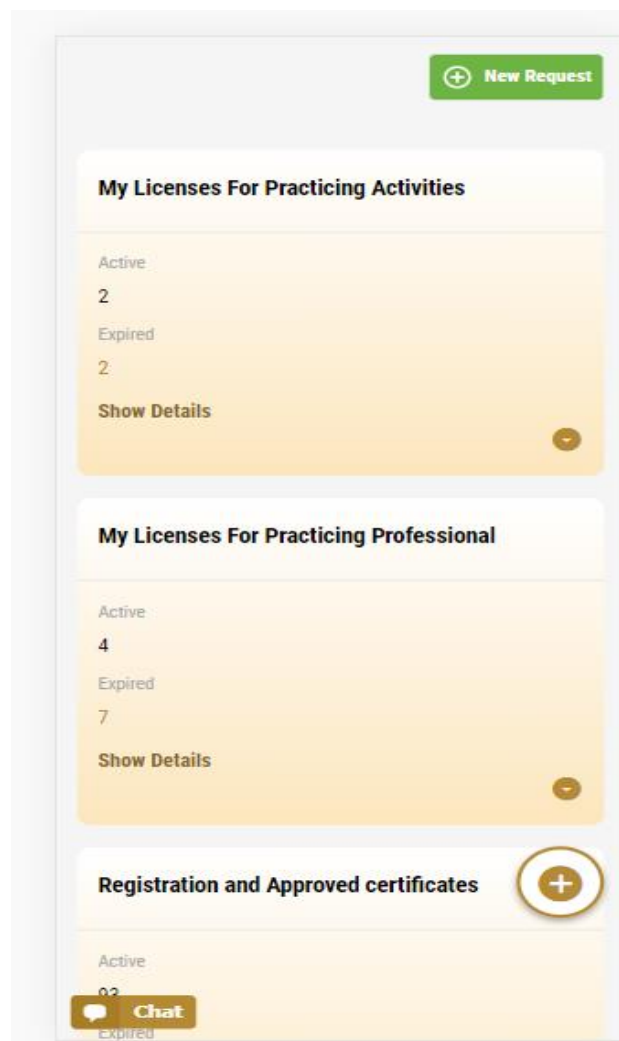 New Request
My Licenses For Practicing Activities
Active
2
Expired
2
Show Details
My Licenses For Practicing Professional
Active
4
Expired
7
Show Details
Registration and Approved certificates
Active
Chat
Expired